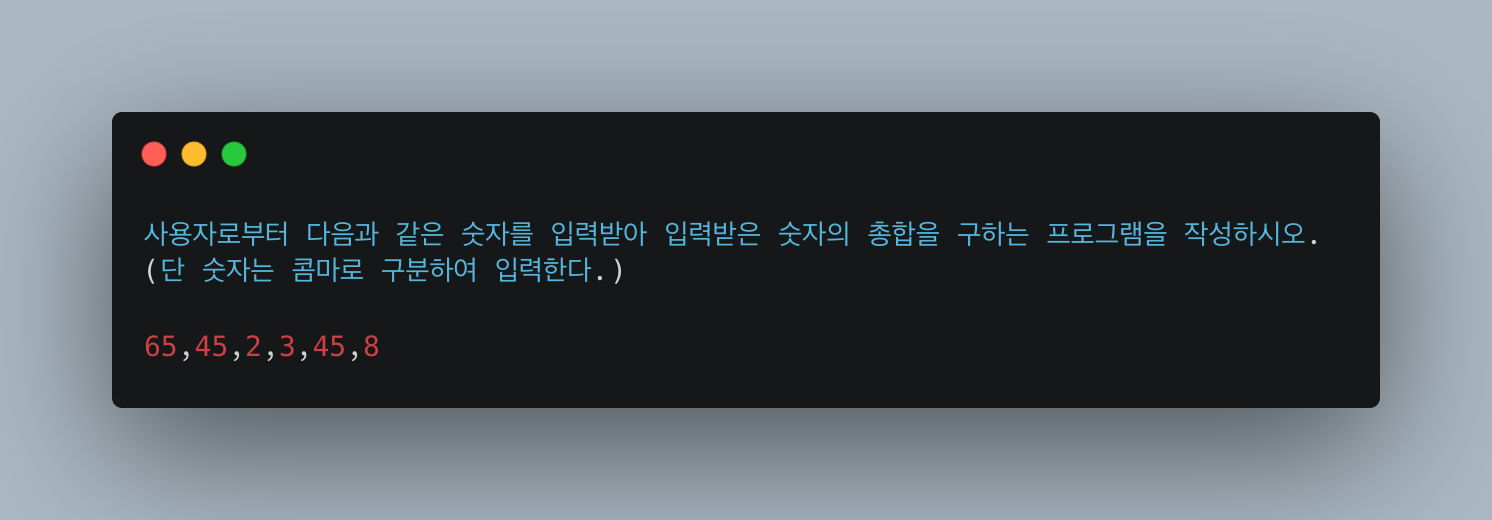 사용자로부터 다음과 같은 숫자를 입력받아 입력받은 숫자의 총합을 구하는 프로그램을 작성하시오.
(단 숫자는 콤마로 구분하여 입력한다.)
65,45,2,3,45,8